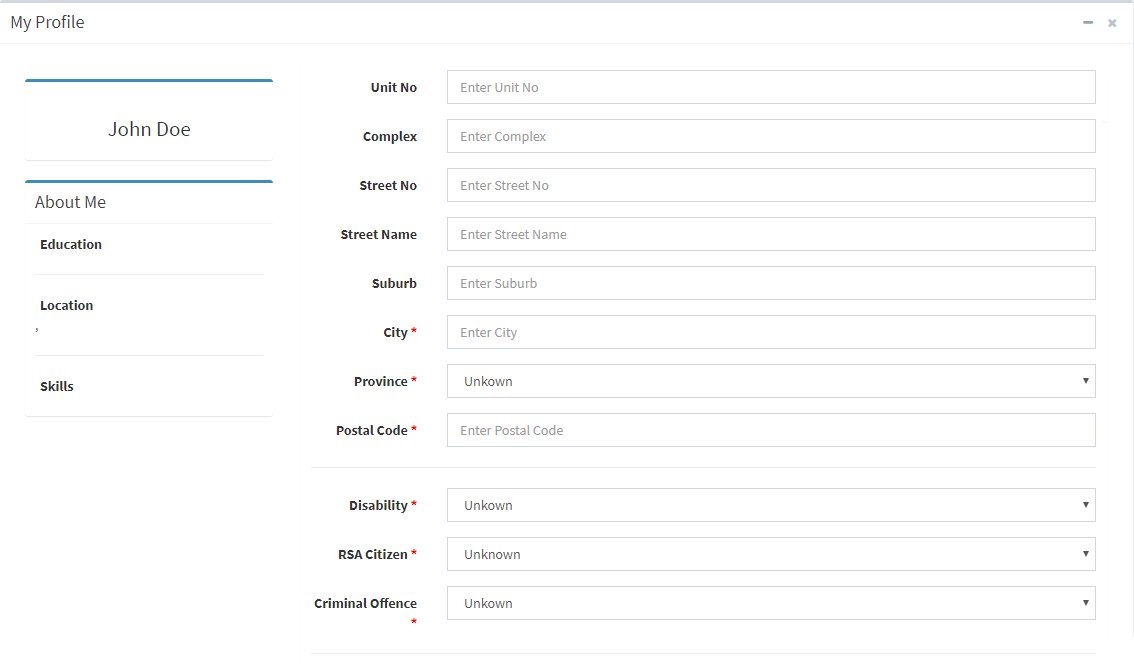 My Profile
John Doe
About Me
Education
Location
,
Skills
Unit No Enter Unit No
Complex Enter Complex
Street No Enter Street No
Street Name Enter Street Name
Suburb Enter Suburb
City * Enter City
Province * Unkown
Postal Code * Enter Postal Code
Disability * Unkown
RSA Citizen * Unknown
Criminal Offence Unkown
*